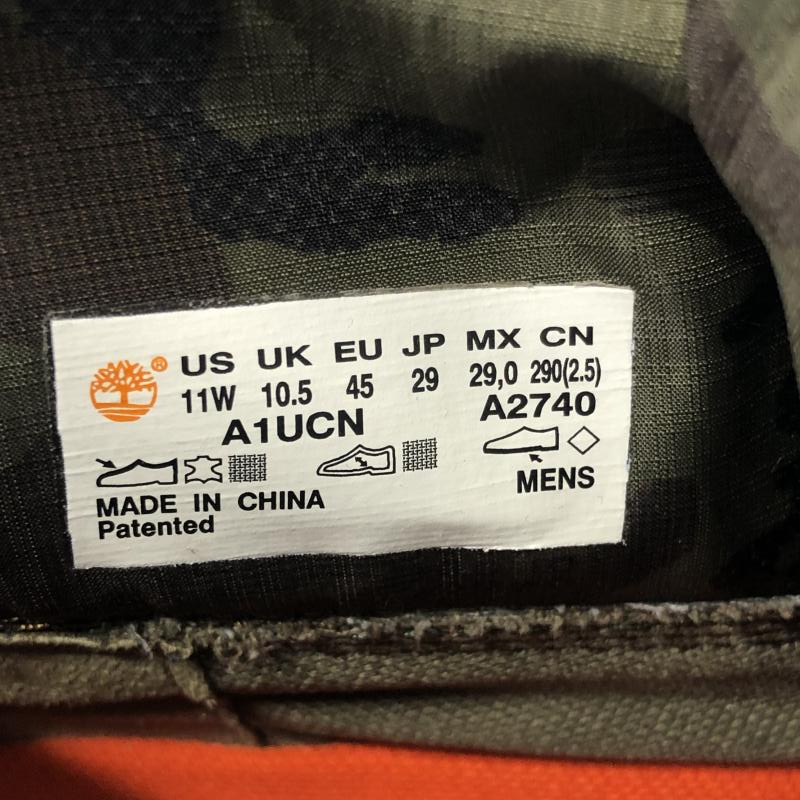 US UK EU JP MX CN
11W 10.5 45 29 29,0 290(2.5)
A1UCN A2740
MENS
MADE IN CHINA
Patented